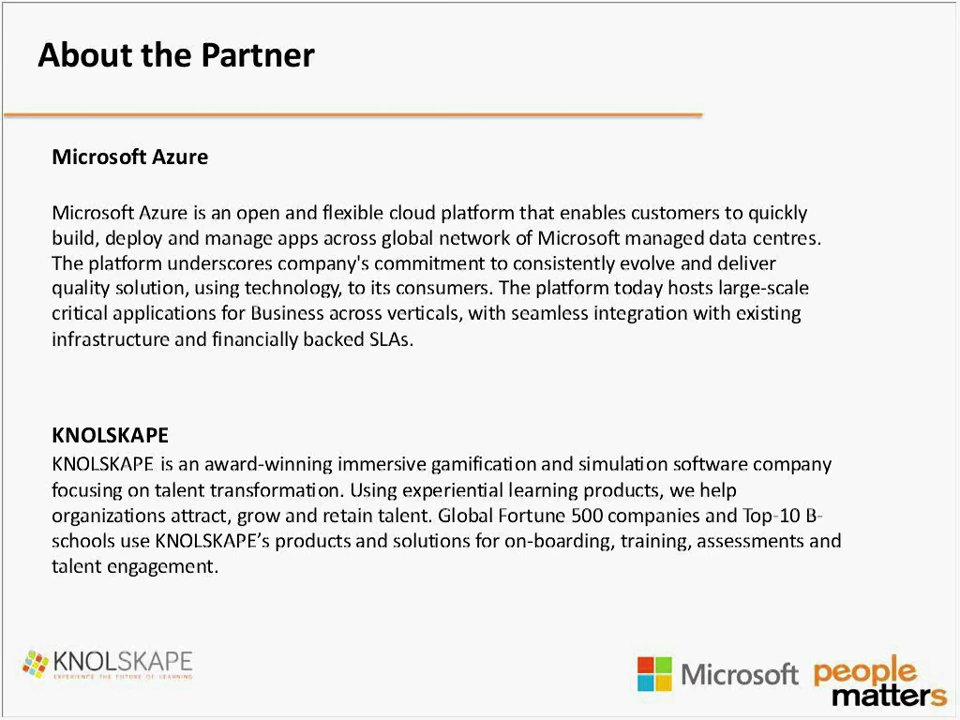 About the Partner
Microsoft Azure
Microsoft Azure is an open and flexible cloud platform that enables customers to quickly
build, deploy and manage apps across global network of Microsoft managed data centres.
The platform underscores company's commitment to consistently evolve and deliver
quality solution, using technology, to its consumers. The platform today hosts large-scale
critical applications for Business across verticals, with seamless integration with existing
infrastructure and financially backed SLAs.
KNOLSKAPE
KNOLSKAPE is an award-winning immersive gamification and simulation software company
focusing on talent transformation. Using experiential learning products, we help
organizations attract, grow and retain talent. Global Fortune 500 companies and Top-10 B-
schools use KNOLSKAPE’s products and solutions for on-boarding, training, assessments and
talent engagement.
KNOLSKAPE
EXPERIENCE THE FUTURE OF LEARNING
Microsoft
people
matters